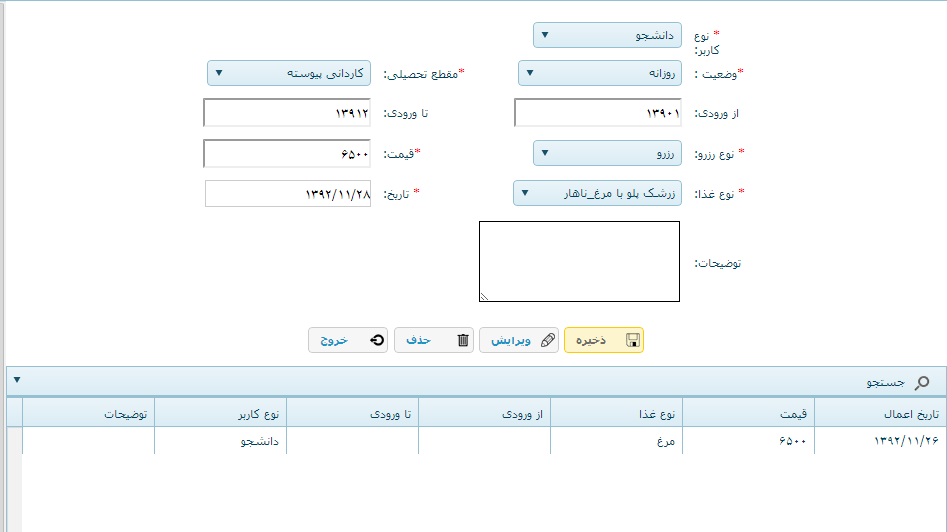 * نوع کاربر: دانشجو
*وضعیت : روزانه *مقطع تحصیلی: کاردانی پیوسته
از ورودی: ۱۳۹۰۱ تا ورودی: ۱۳۹۱۲
* نوع رزرو: رزرو *قیمت: ۶۵۰۰
* نوع غذا: زرشک پلو با مرغ_ناهار * تاریخ: ۱۳۹۲/۱۱/۲۸
توضیحات:
ذخیره ویرایش حذف خروج
جستجو
تاریخ اعمال قیمت نوع غذا از ورودی تا ورودی نوع کاربر توضیحات
۱۳۹۲/۱۱/۲۶ ۶۵۰۰ مرغ دانشجو